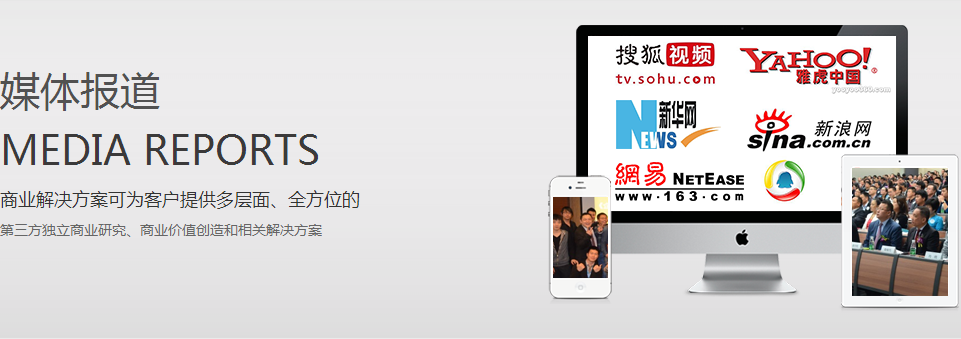 媒体报道
MEDIA REPORTS
商业解决方案可为客户提供多层面、全方位的
第三方独立商业研究、商业价值创造和相关解决方案
搜狐视频
tv.sohu.com
YAHOO!
雅虎中国
新华网
NEWS
sina 新浪网
.com.cn
網易 NETEASE
www.163.com